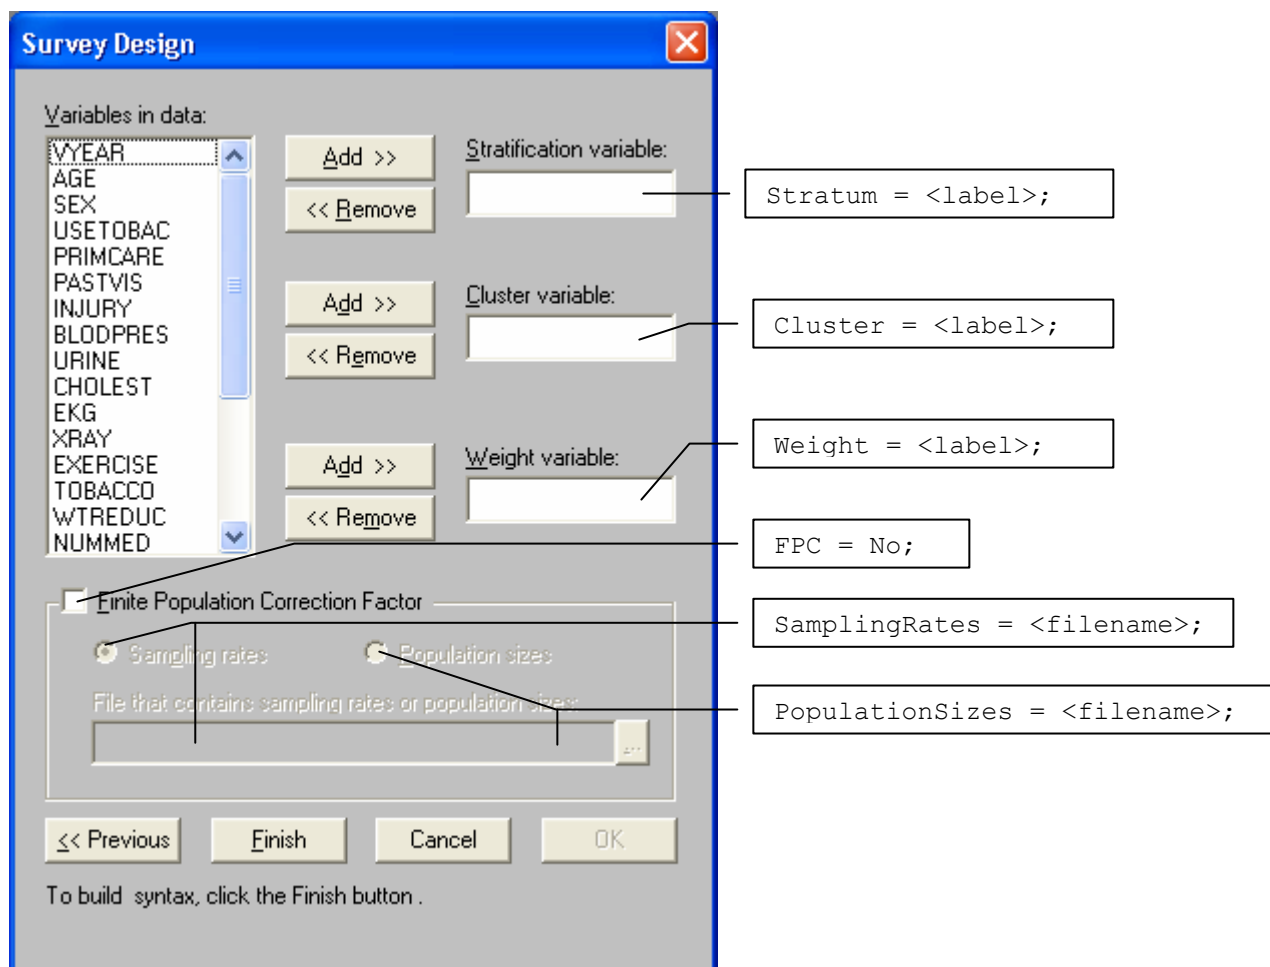 Survey Design
Variables in data:
VYEAR
AGE
SEX
USETOBAC
PRIMCARE
PASTVIS
INJURY
BLODPRES
URINE
CHOLEST
EKG
XRAY
EXERCISE
TOBACCO
WTREDUC
NUMMED
Add >>
<< Remove
Stratification variable:
Stratum = <label>;
Add >>
<< Remove
Cluster variable:
Cluster = <label>;
Add >>
<< Remove
Weight variable:
Weight = <label>;
FPC = No;
Finite Population Correction Factor
Sampling rates
Population sizes
SamplingRates = <filename>;
File that contains sampling rates or population sizes:
...
PopulationSizes = <filename>;
<< Previous
Finish
Cancel
OK
To build syntax, click the Finish button .